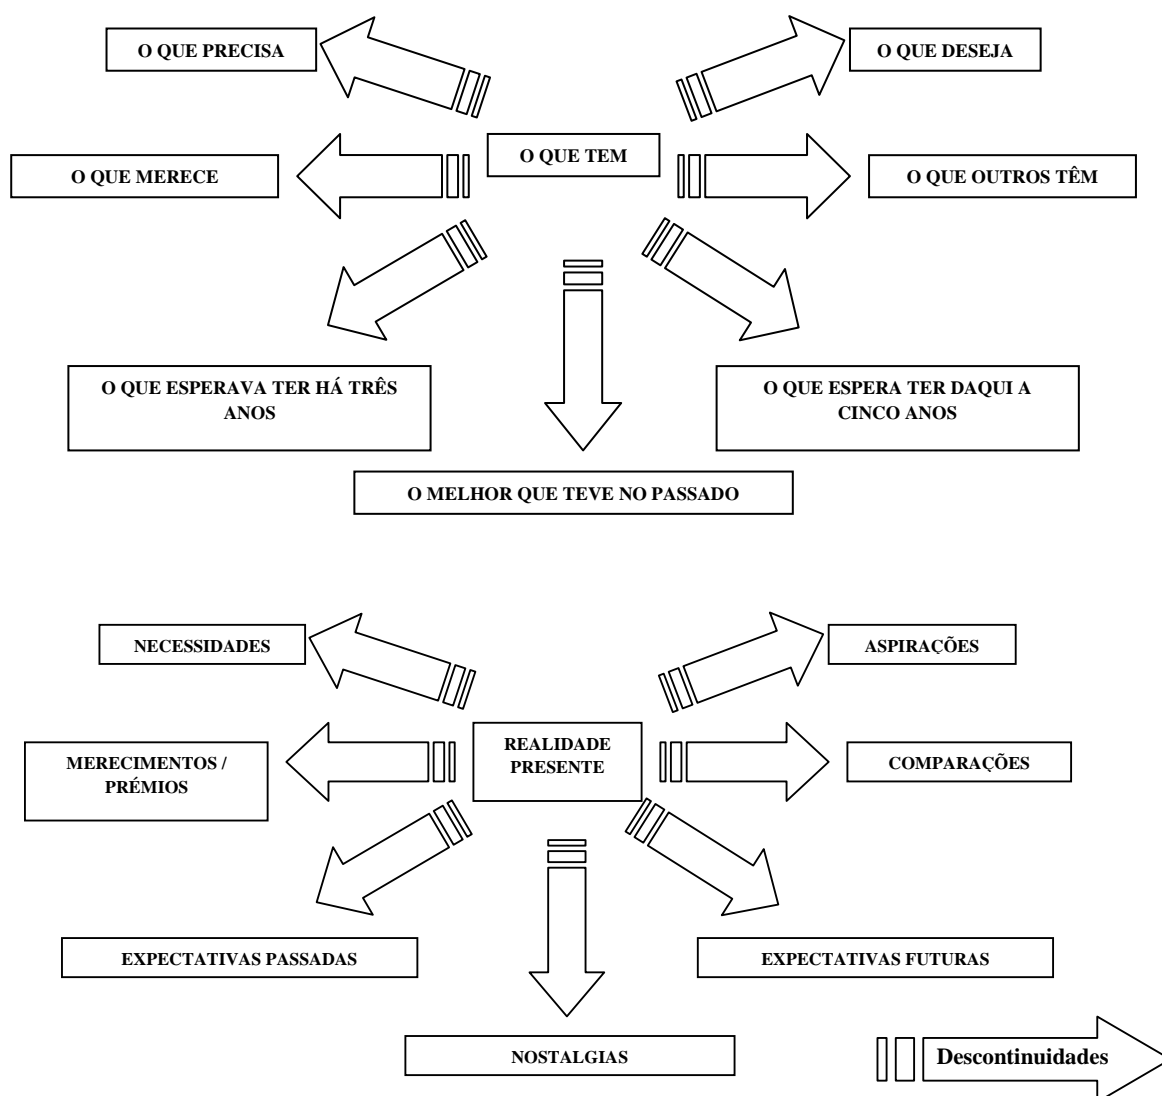 O QUE PRECISA
O QUE DESEJA
O QUE TEM
O QUE MERECE
O QUE OUTROS TÊM
O QUE ESPERAVA TER HÁ TRÊS
ANOS
O QUE ESPERA TER DAQUI A
CINCO ANOS
O MELHOR QUE TEVE NO PASSADO
NECESSIDADES
ASPIRAÇÕES
REALIDADE
PRESENTE
MERECIMENTOS /
PRÉMIOS
COMPARAÇÕES
EXPECTATIVAS PASSADAS
EXPECTATIVAS FUTURAS
NOSTALGIAS
Descontinuidades